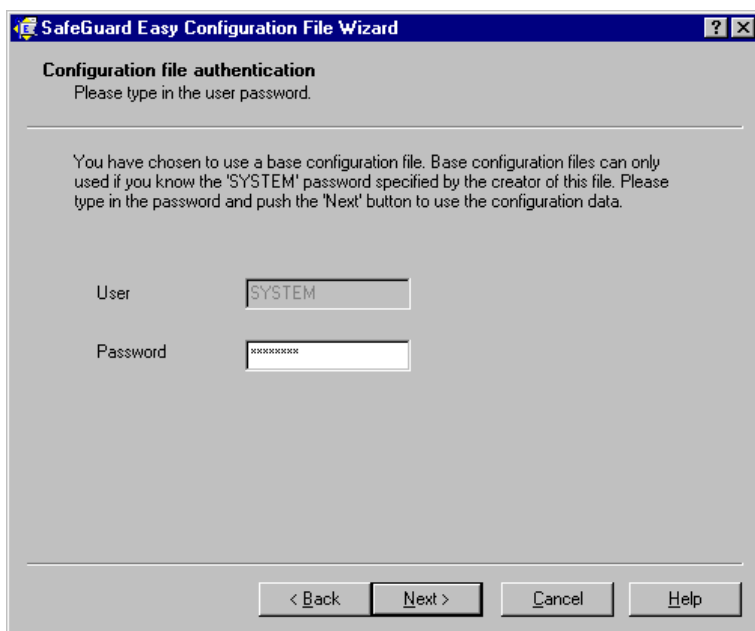 SafeGuard Easy Configuration File Wizard
Configuration file authentication
Please type in the user password.
You have chosen to use a base configuration file. Base configuration files can only
used if you know the 'SYSTEM' password specified by the creator of this file. Please
type in the password and push the 'Next' button to use the configuration data.
User SYSTEM
Password ********
< Back Next > Cancel Help